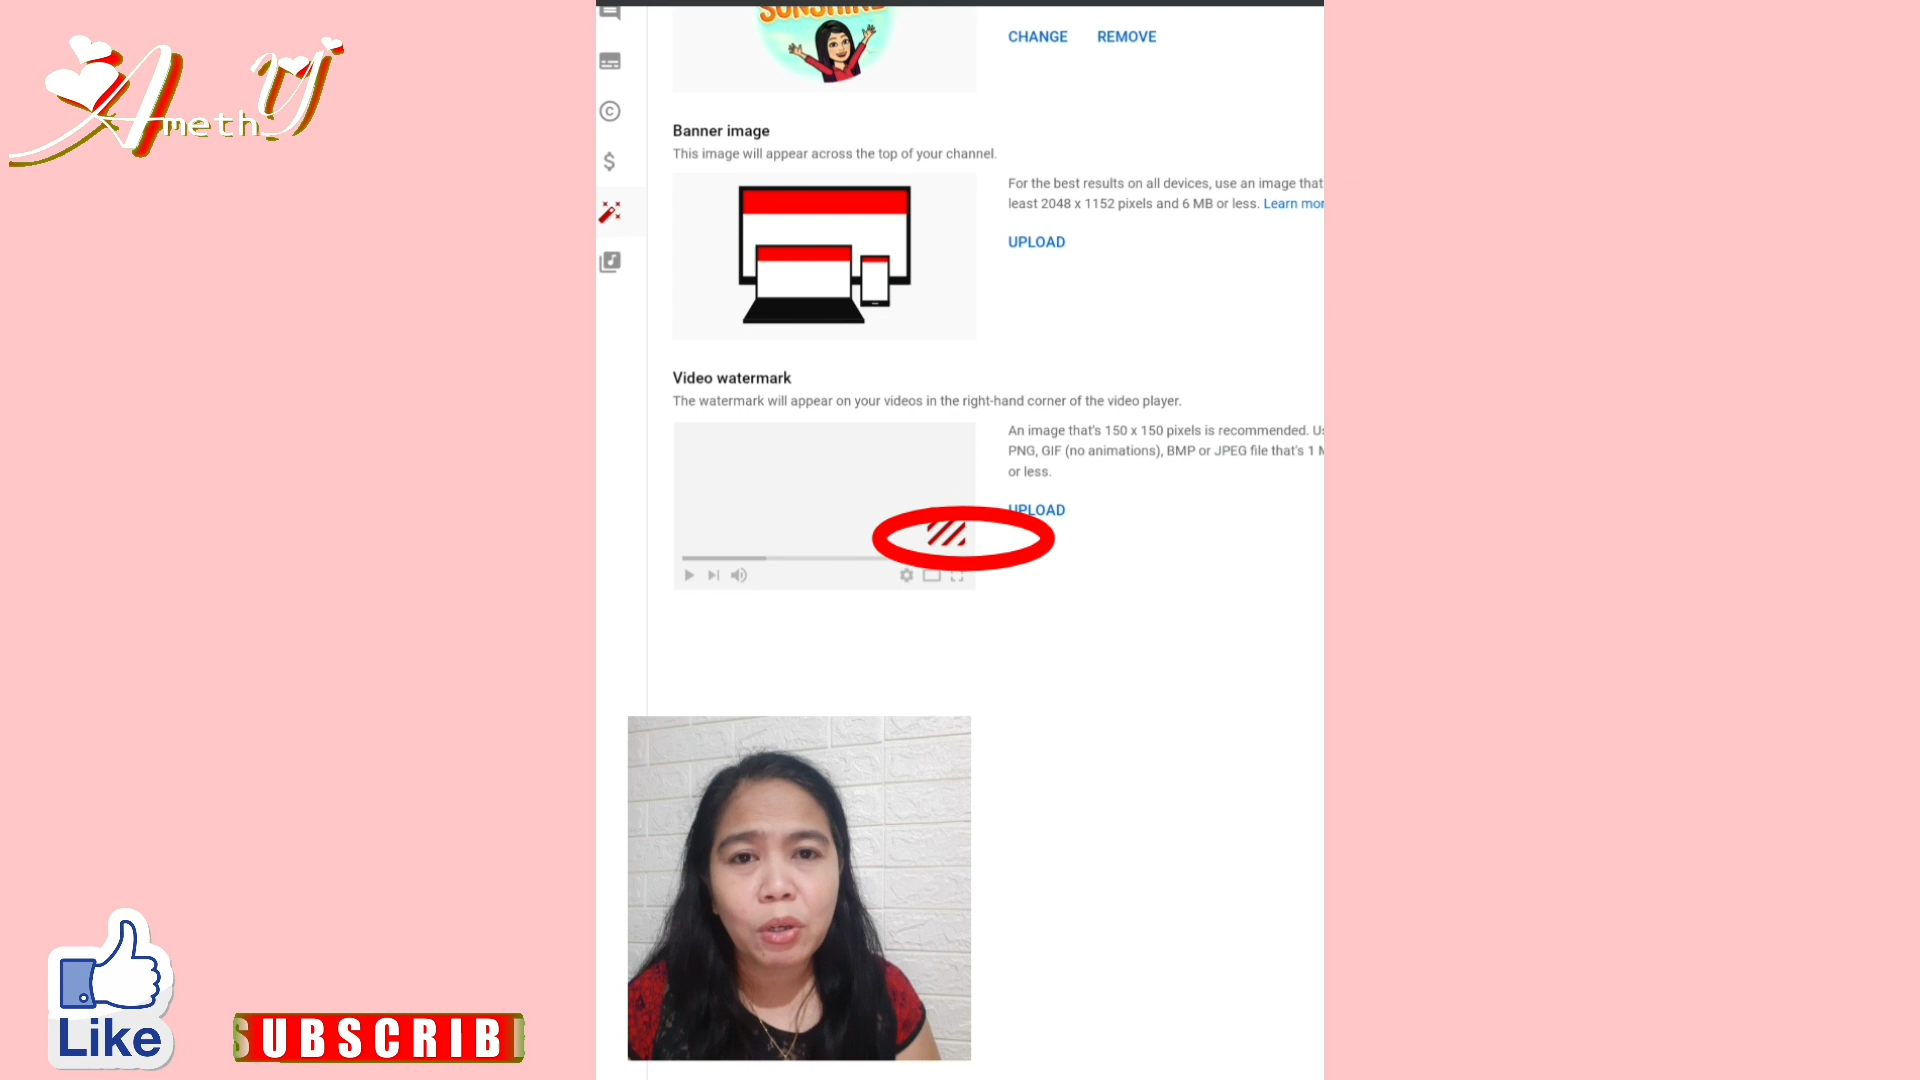 Ameth
y
SUNSHINE
CHANGE REMOVE
Banner image
This image will appear across the top of your channel.
For the best results on all devices, use an image that
least 2048 x 1152 pixels and 6 MB or less. Learn mor
UPLOAD
Video watermark
The watermark will appear on your videos in the right-hand corner of the video player.
An image that's 150 x 150 pixels is recommended. Us
PNG, GIF (no animations), BMP or JPEG file that's 1 M
or less.
UPLOAD
Like
SUBSCRIB